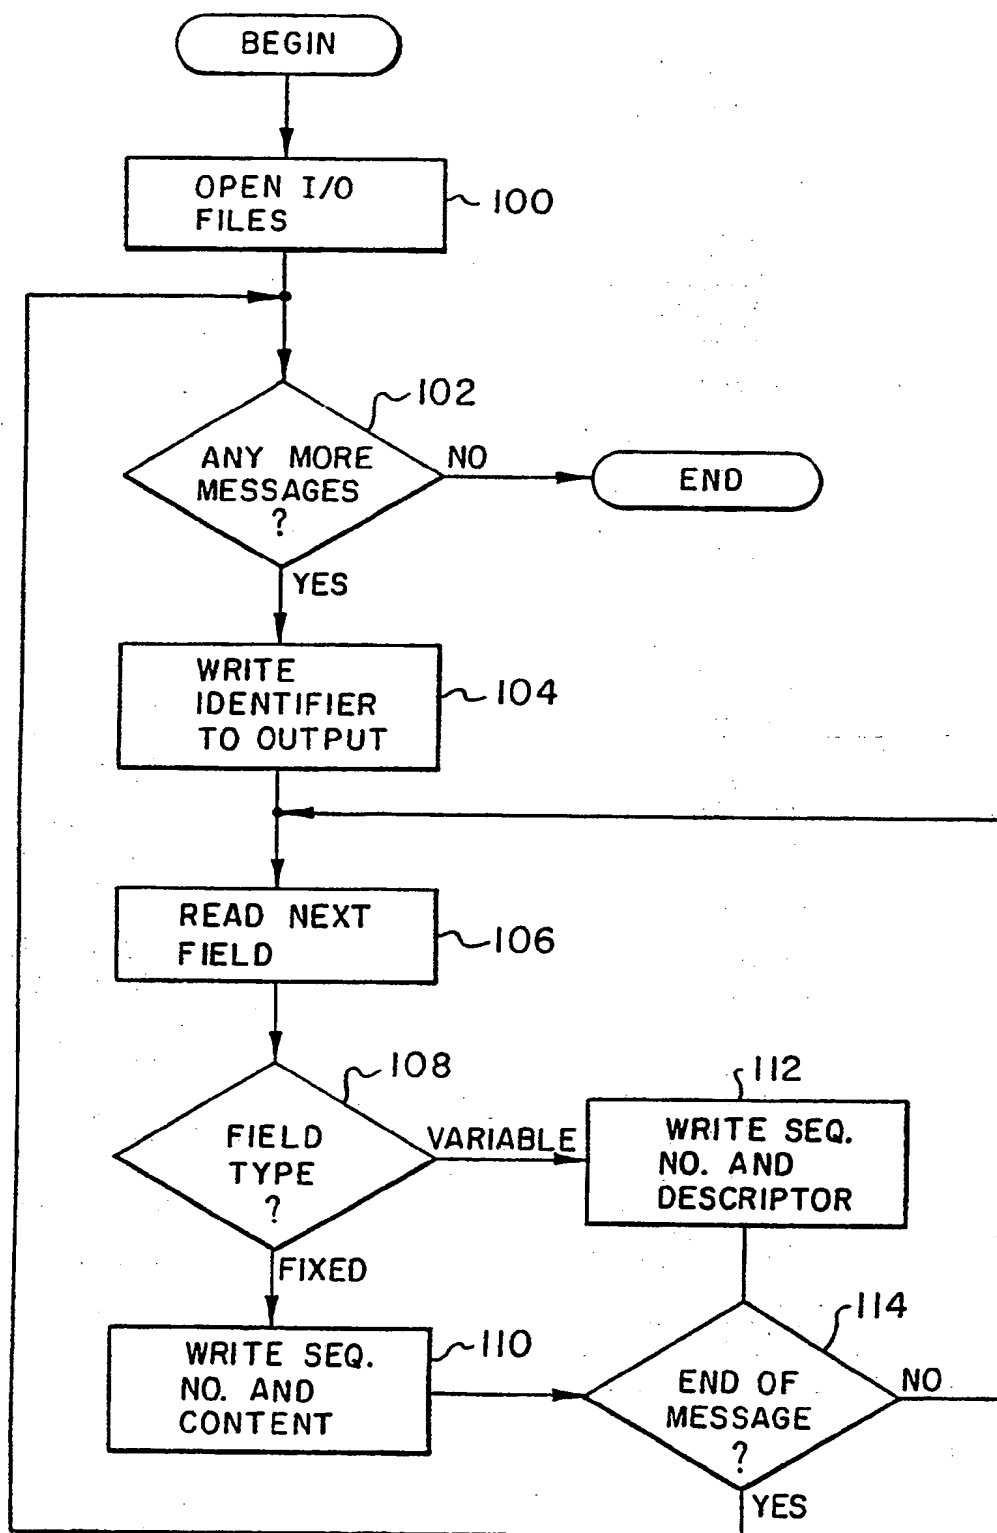 BEGIN
OPEN I/O
FILES
100
102
ANY MORE
MESSAGES
?
NO
END
YES
WRITE
IDENTIFIER
TO OUTPUT
104
READ NEXT
FIELD
106
108
FIELD
TYPE
?
VARIABLE
112
WRITE SEQ.
NO. AND
DESCRIPTOR
FIXED
WRITE SEQ.
NO. AND
CONTENT
110
114
END OF
MESSAGE
?
NO
YES